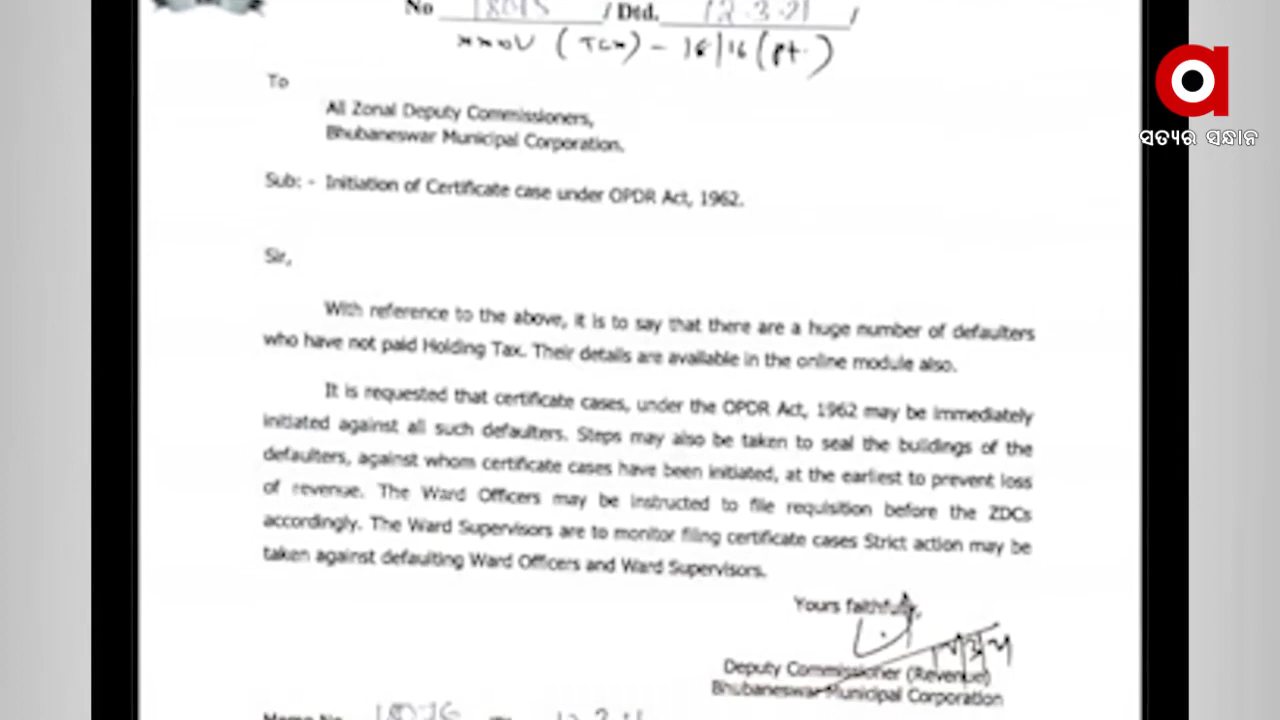 No 18015 / Dtd. 12.3.21 /
(Tax) - 16/16 (pt.)
To
All Zonal Deputy Commissioners,
Bhubaneswar Municipal Corporation.
Sub: - Initiation of Certificate case under OPDR Act, 1962.
Sir,
With reference to the above, it is to say that there are a huge number of defaulters
who have not paid Holding Tax. Their details are available in the online module also.
It is requested that certificate cases, under the OPDR Act, 1962 may be immediately
initiated against all such defaulters. Steps may also be taken to seal the buildings of the
defaulters, against whom certificate cases have been initiated, at the earliest to prevent loss
of revenue. The Ward Officers may be instructed to file requisition before the ZDCs
accordingly. The Ward Supervisors are to monitor filing certificate cases Strict action may be
taken against defaulting Ward Officers and Ward Supervisors.
Yours faithfully,
Deputy Commissioner (Revenue)
Bhubaneswar Municipal Corporation
Memo No
a
ସତ୍ୟର ସନ୍ଧାନ